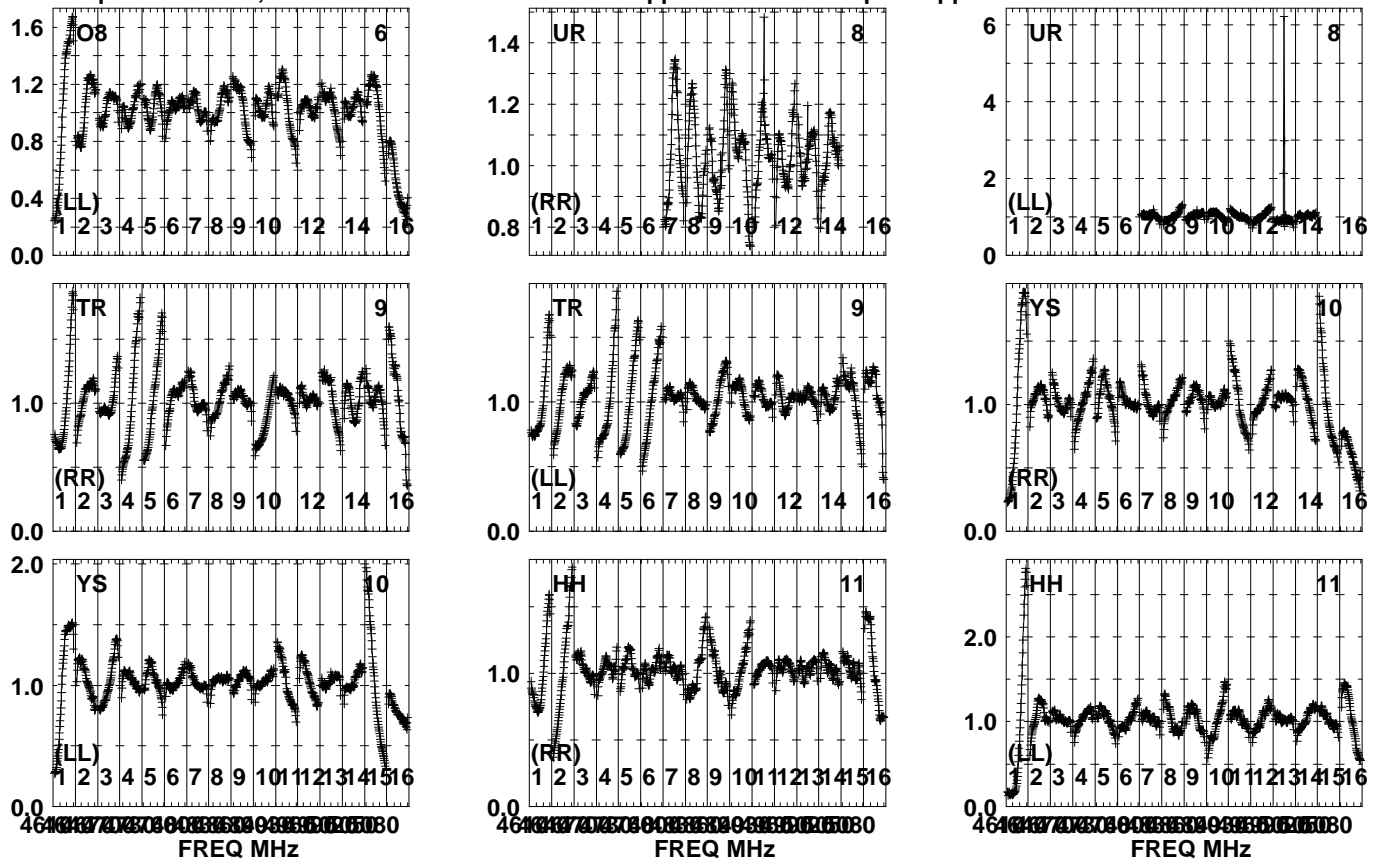 1.6
1.2
0.8
0.4
0.0
O8
6
(LL)
1 2 3 4 5 6 7 8 9 10 12 14 16
1.4
1.2
1.0
0.8
UR
8
(RR)
1 2 3 4 5 6 7 8 9 10 12 14 16
6
4
2
0
UR
8
(LL)
1 2 3 4 5 6 7 8 9 10 12 14 16
1.0
0.0
TR
9
(RR)
1 2 3 4 5 6 7 8 9 10 12 14 16
1.0
0.0
TR
9
(LL)
1 2 3 4 5 6 7 8 9 10 12 14 16
1.0
0.0
YS
10
(RR)
1 2 3 4 5 6 7 8 9 10 12 14 16
2.0
1.0
0.0
YS
10
(LL)
1 2 3 4 5 6 7 8 9 10 11 12 13 14 15 16
FREQ MHz
1.0
0.0
HH
11
(RR)
1 2 3 4 5 6 7 8 9 10 11 12 13 14 15 16
FREQ MHz
2.0
1.0
0.0
HH
11
(LL)
1 2 3 4 5 6 7 8 9 10 11 12 13 14 15 16
FREQ MHz